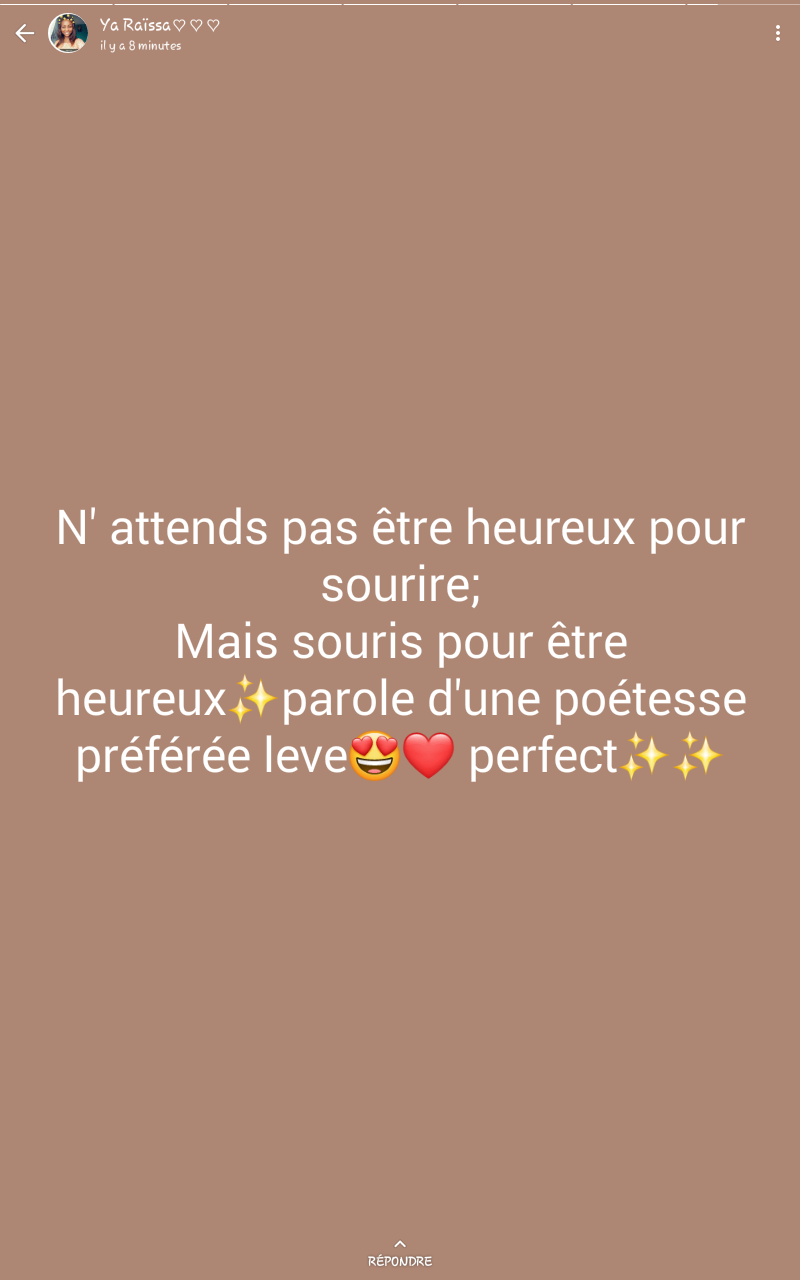 Ya Raïssa♡♡♡
il y a 8 minutes
N' attends pas être heureux pour
sourire;
Mais souris pour être
heureux✨parole d'une poétesse
préférée leve😍❤️ perfect✨✨
RÉPONDRE